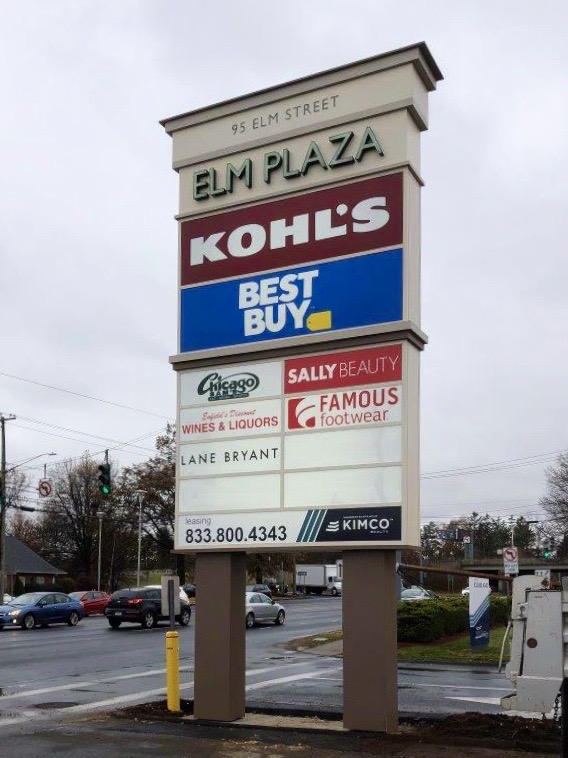 95 ELM STREET
ELM PLAZA
KOHL'S
BEST
BUY
Chicago
SALLY BEAUTY
Enfield's Discount
WINES & LIQUORS
FAMOUS
footwear
LANE BRYANT
leasing
833.800.4343
KIMCO
REALTY